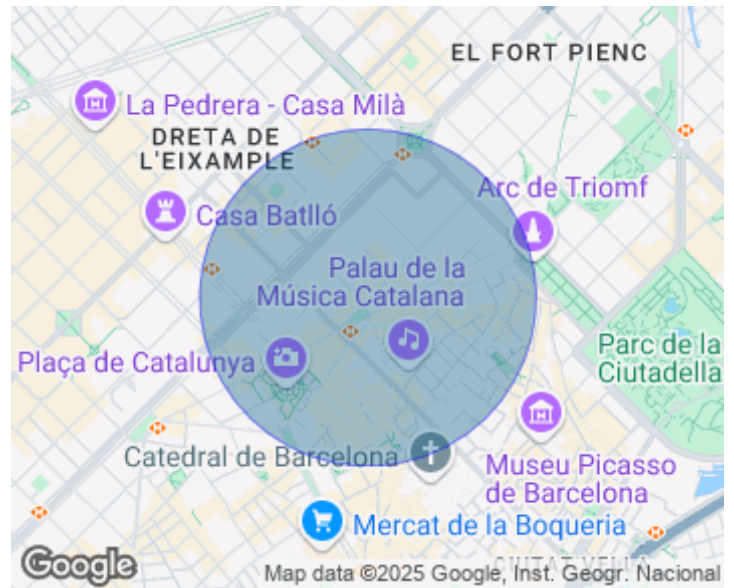 EL FORT PIENC
La Pedrera - Casa Milà
DRETA DE
L'EIXAMPLE
Arc de Triomf
Casa Batlló
Palau de la
Música Catalana
Plaça de Catalunya
Parc de la
Ciutadella
Catedral de Barcelona
Museu Picasso
de Barcelona
Mercat de la Boqueria
Google
Map data ©2025 Google, Inst. Geogr. Nacional